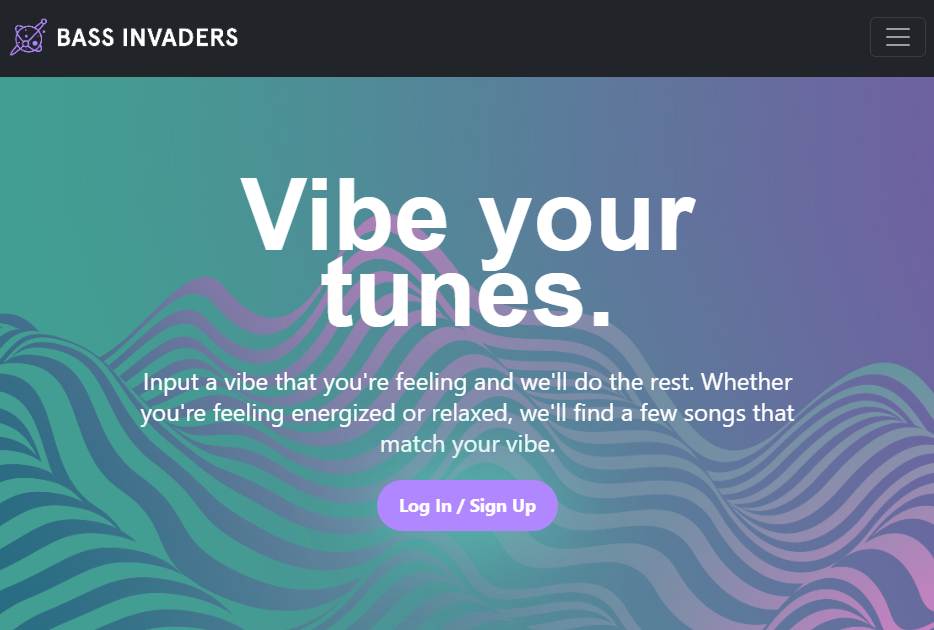 BASS INVADERS
Vibe your
tunes.
Input a vibe that you're feeling and we'll do the rest. Whether
you're feeling energized or relaxed, we'll find a few songs that
match your vibe.
Log In / Sign Up